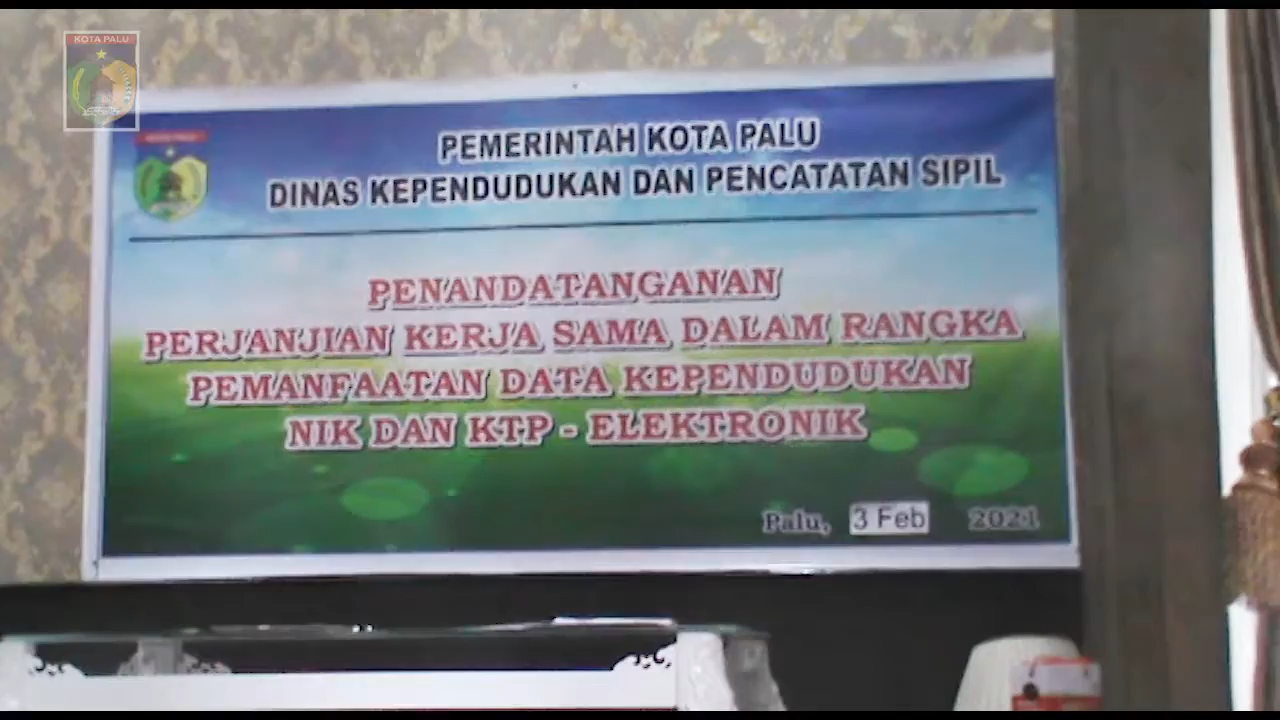 KOTA PALU
PEMERINTAH KOTA PALU
DINAS KEPENDUDUKAN DAN PENCATATAN SIPIL
PENANDATANGANAN
PERJANJIAN KERJA SAMA DALAM RANGKA
PEMANFAATAN DATA KEPENDUDUKAN
NIK DAN KTP - ELEKTRONIK
Palu, 3 Feb 2021